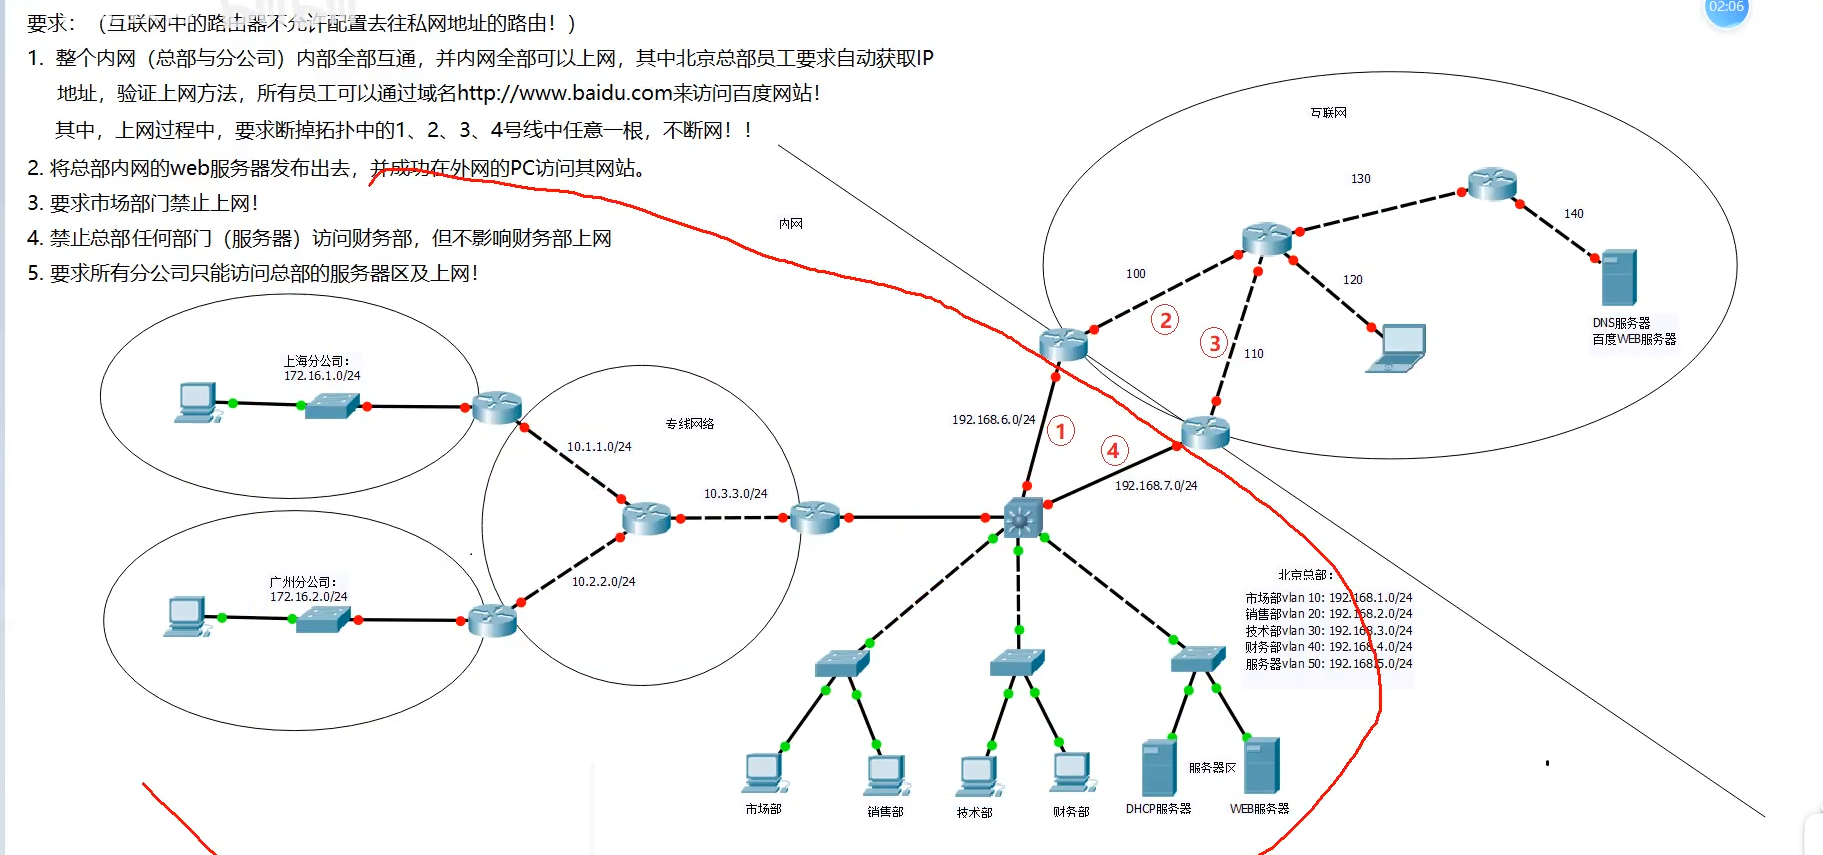 02:06
要求：（互联网中的路由器不允许配置去往私网地址的路由！）
1. 整个内网（总部与分公司）内部全部互通，并内网全部可以上网，其中北京总部员工要求自动获取IP
地址，验证上网方法，所有员工可以通过域名http://www.baidu.com来访问百度网站！
其中，上网过程中，要求断掉拓扑中的1、2、3、4号线中任意一根，不断网！！
2. 将总部内网的web服务器发布出去，并成功在外网的PC访问其网站。
3. 要求市场部门禁止上网！
4. 禁止总部任何部门（服务器）访问财务部，但不影响财务部上网
5. 要求所有分公司只能访问总部的服务器区及上网！
互联网
内网
130
140
100
120
②
③
110
DNS服务器
百度WEB服务器
上海分公司：
172.16.1.0/24
专线网络
192.168.6.0/24
①
④
10.1.1.0/24
192.168.7.0/24
10.3.3.0/24
广州分公司：
172.16.2.0/24
10.2.2.0/24
北京总部：
市场部vlan 10: 192.168.1.0/24
销售部vlan 20: 192.168.2.0/24
技术部vlan 30: 192.168.3.0/24
财务部vlan 40: 192.168.4.0/24
服务器vlan 50: 192.168.5.0/24
服务器区
市场部
销售部
技术部
财务部
DHCP服务器
WEB服务器